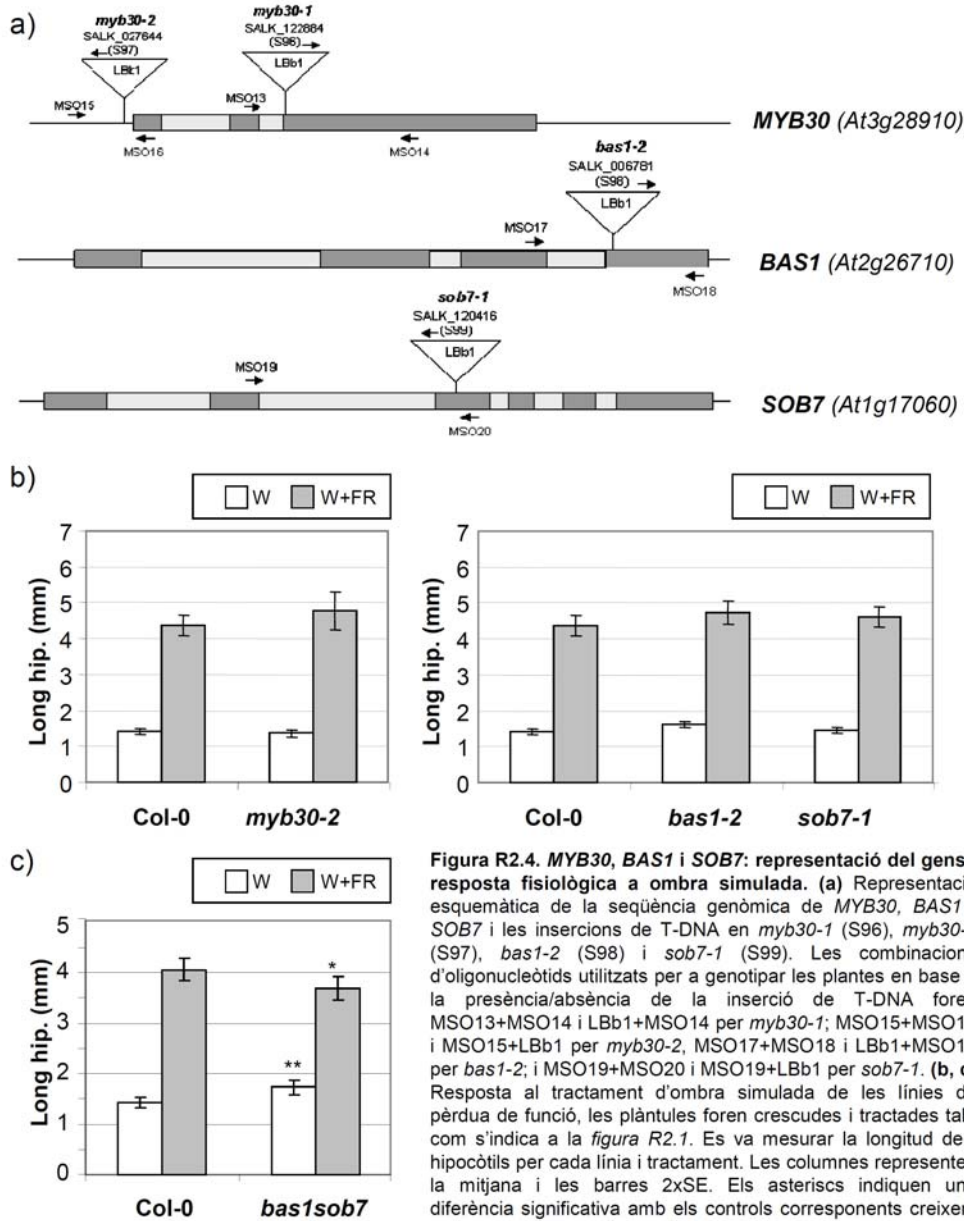 a)
myb30-2
SALK_027644
(S97)
LBb1
myb30-1
SALK_122884
(S96)
LBb1
MSO15
MSO13
MSO16
MSO14
MYB30 (At3g28910)
bas1-2
SALK_006781
(S98)
LBb1
MSO17
MSO18
BAS1 (At2g26710)
sob7-1
SALK_120416
(S99)
LBb1
MSO19
MSO20
SOB7 (At1g17060)
b)
W W+FR
Long hip. (mm)
7
6
5
4
3
2
1
0
Col-0 myb30-2
W W+FR
Long hip. (mm)
7
6
5
4
3
2
1
0
Col-0 bas1-2 sob7-1
c)
W W+FR
Long hip. (mm)
5
4
3
2
1
0
**
*
Col-0 bas1sob7
Figura R2.4. MYB30, BAS1 i SOB7: representació del gens
resposta fisiològica a ombra simulada. (a) Representaci
esquemàtica de la seqüència genòmica de MYB30, BAS1
SOB7 i les insercions de T-DNA en myb30-1 (S96), myb30-
(S97), bas1-2 (S98) i sob7-1 (S99). Les combinacion
d'oligonucleòtids utilitzats per a genotipar les plantes en base
la presència/absència de la inserció de T-DNA fore
MSO13+MSO14 i LBb1+MSO14 per myb30-1; MSO15+MSO1
i MSO15+LBb1 per myb30-2, MSO17+MSO18 i LBb1+MSO1
per bas1-2; i MSO19+MSO20 i MSO19+LBb1 per sob7-1. (b, c
Resposta al tractament d'ombra simulada de les línies d
pèrdua de funció, les plàntules foren crescudes i tractades tal
com s'indica a la figura R2.1. Es va mesurar la longitud de
hipocòtils per cada línia i tractament. Les columnes represente
la mitjana i les barres 2xSE. Els asteriscs indiquen un
diferència significativa amb els controls corresponents creixen